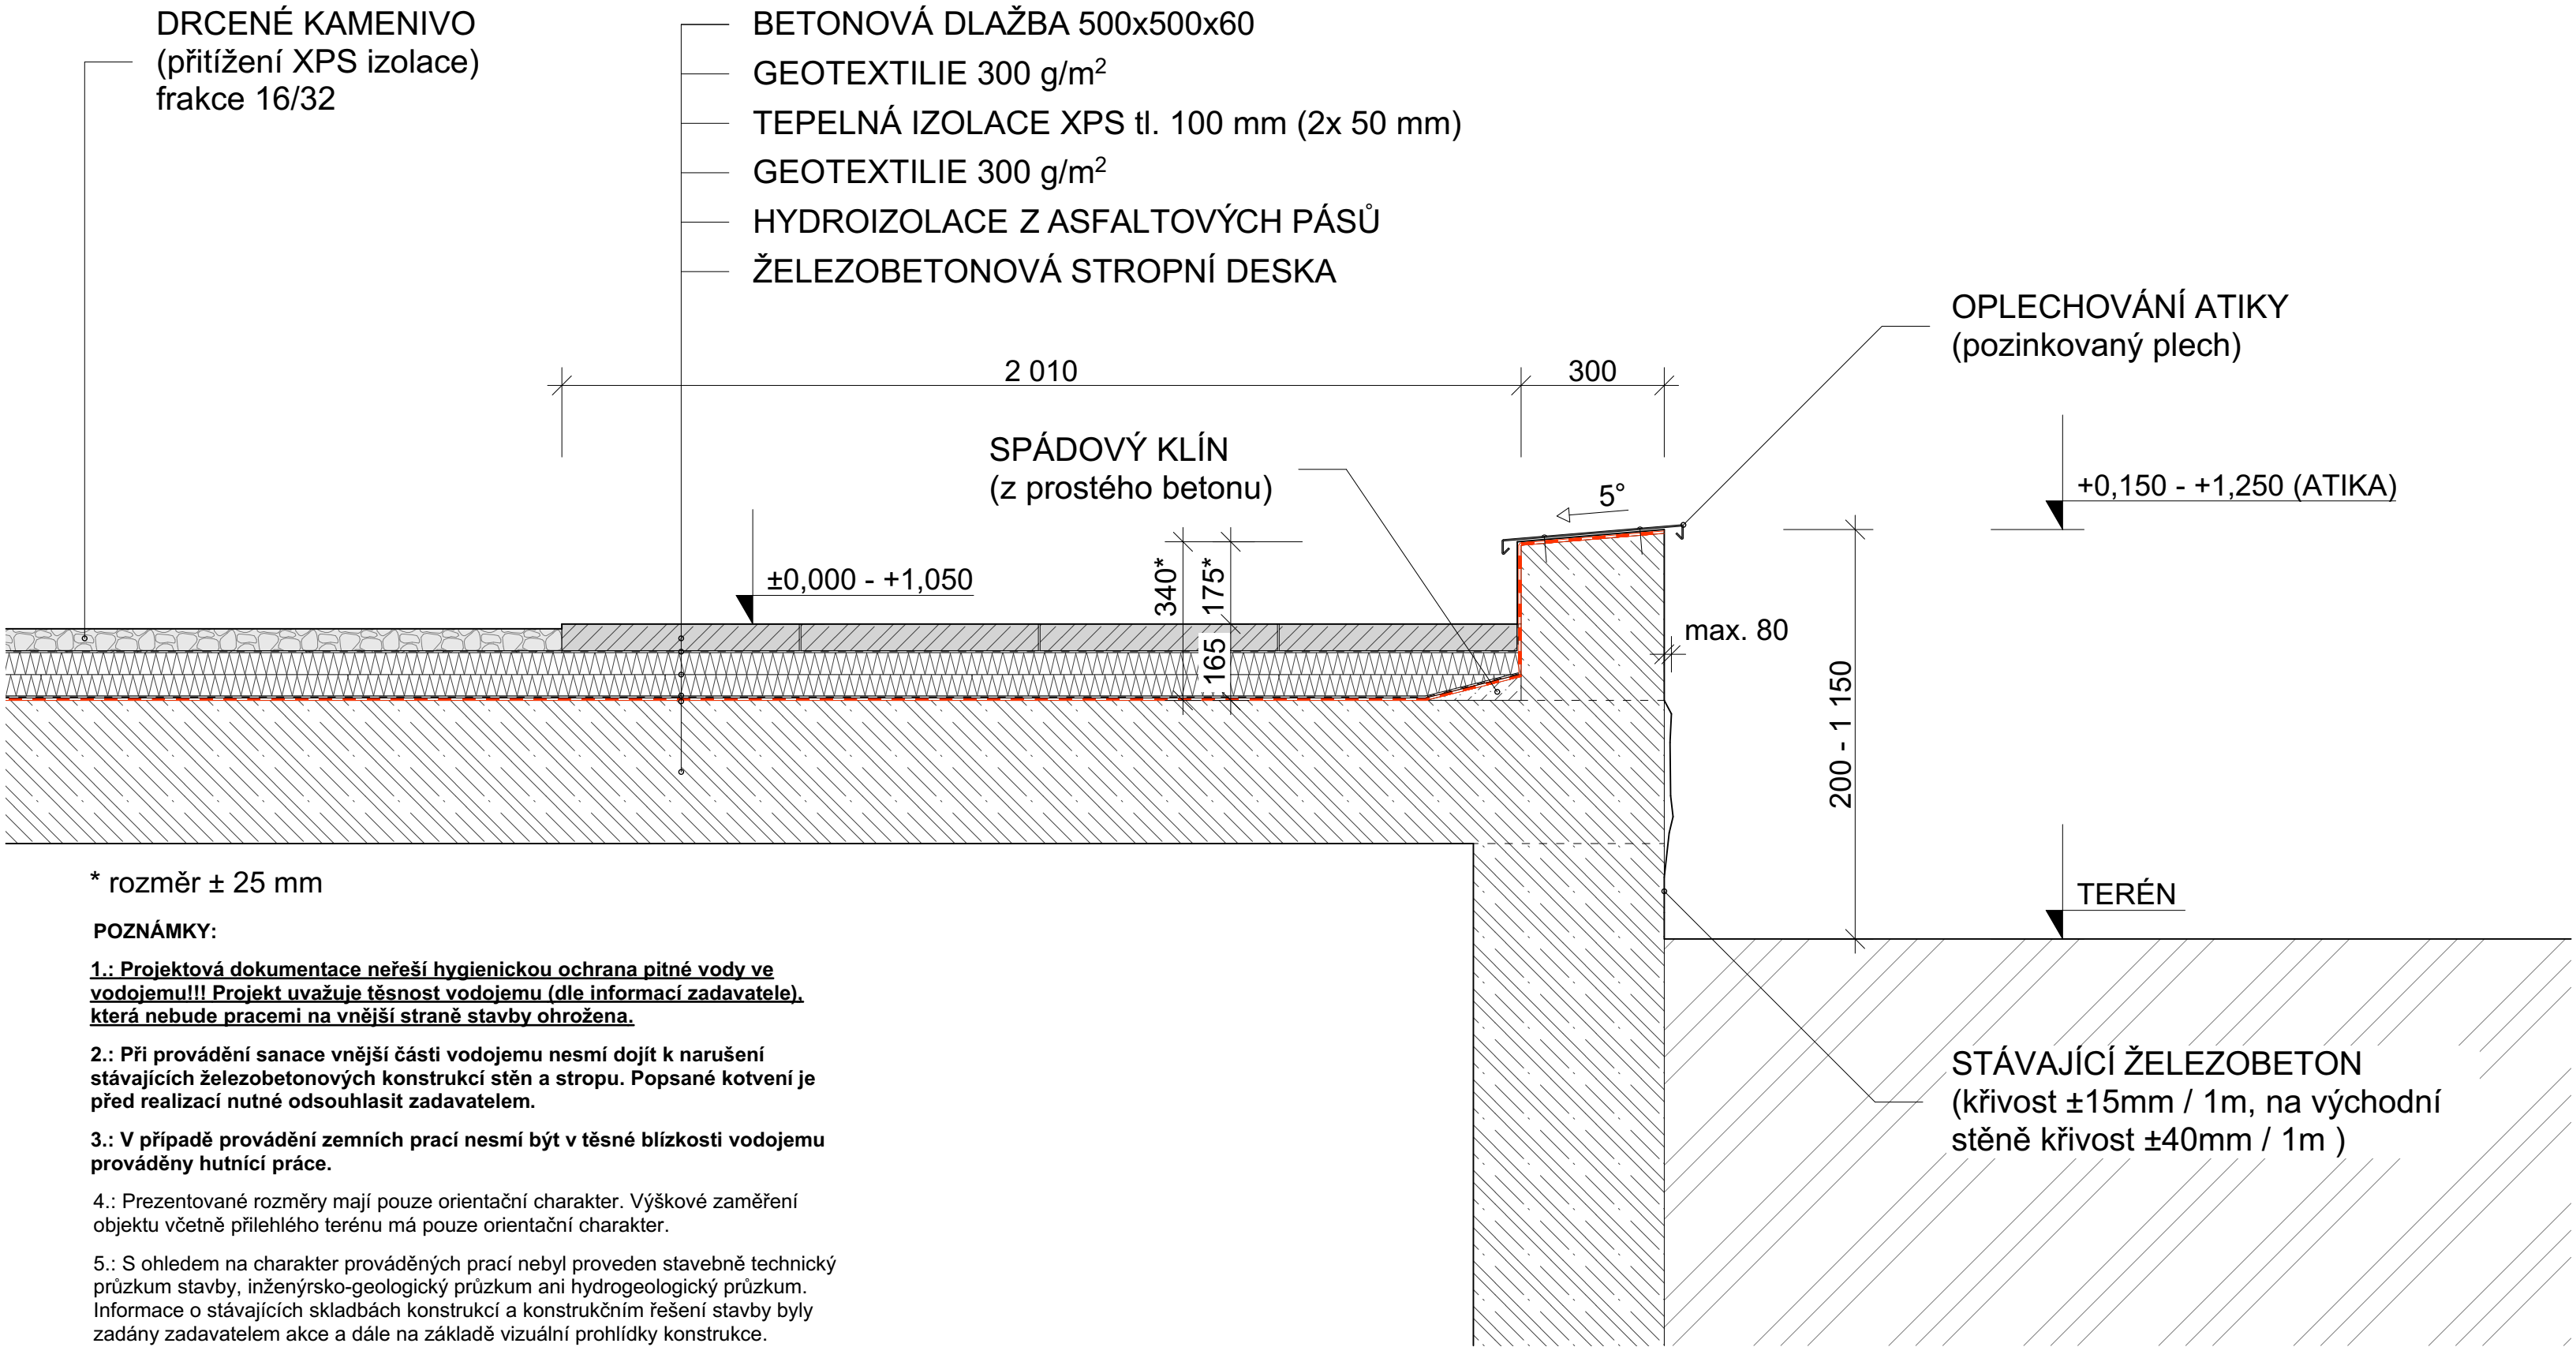 DRCENÉ KAMENIVO
(přitížení XPS izolace)
frakce 16/32
BETONOVÁ DLAŽBA 500x500x60
GEOTEXTILIE 300 g/m²
TEPELNÁ IZOLACE XPS tl. 100 mm (2x 50 mm)
GEOTEXTILIE 300 g/m²
HYDROIZOLACE Z ASFALTOVÝCH PÁSŮ
ŽELEZOBETONOVÁ STROPNÍ DESKA
OPLECHOVÁNÍ ATIKY
(pozinkovaný plech)
2 010
300
SPÁDOVÝ KLÍN
(z prostého betonu)
5°
+0,150 - +1,250 (ATIKA)
±0,000 - +1,050
340*
175*
165
max. 80
200 - 1 150
TERÉN
STÁVAJÍCÍ ŽELEZOBETON
(křivost ±15mm / 1m, na východní
stěně křivost ±40mm / 1m )
* rozměr ± 25 mm
POZNÁMKY:
1.: Projektová dokumentace neřeší hygienickou ochrana pitné vody ve
vodojemu!!! Projekt uvažuje těsnost vodojemu (dle informací zadavatele),
která nebude pracemi na vnější straně stavby ohrožena.
2.: Při provádění sanace vnější části vodojemu nesmí dojít k narušení
stávajících železobetonových konstrukcí stěn a stropu. Popsané kotvení je
před realizací nutné odsouhlasit zadavatelem.
3.: V případě provádění zemních prací nesmí být v těsné blízkosti vodojemu
prováděny hutnící práce.
4.: Prezentované rozměry mají pouze orientační charakter. Výškové zaměření
objektu včetně přilehlého terénu má pouze orientační charakter.
5.: S ohledem na charakter prováděných prací nebyl proveden stavebně technický
průzkum stavby, inženýrsko-geologický průzkum ani hydrogeologický průzkum.
Informace o stávajících skladbách konstrukcí a konstrukčním řešení stavby byly
zadány zadavatelem akce a dále na základě vizuální prohlídky konstrukce.